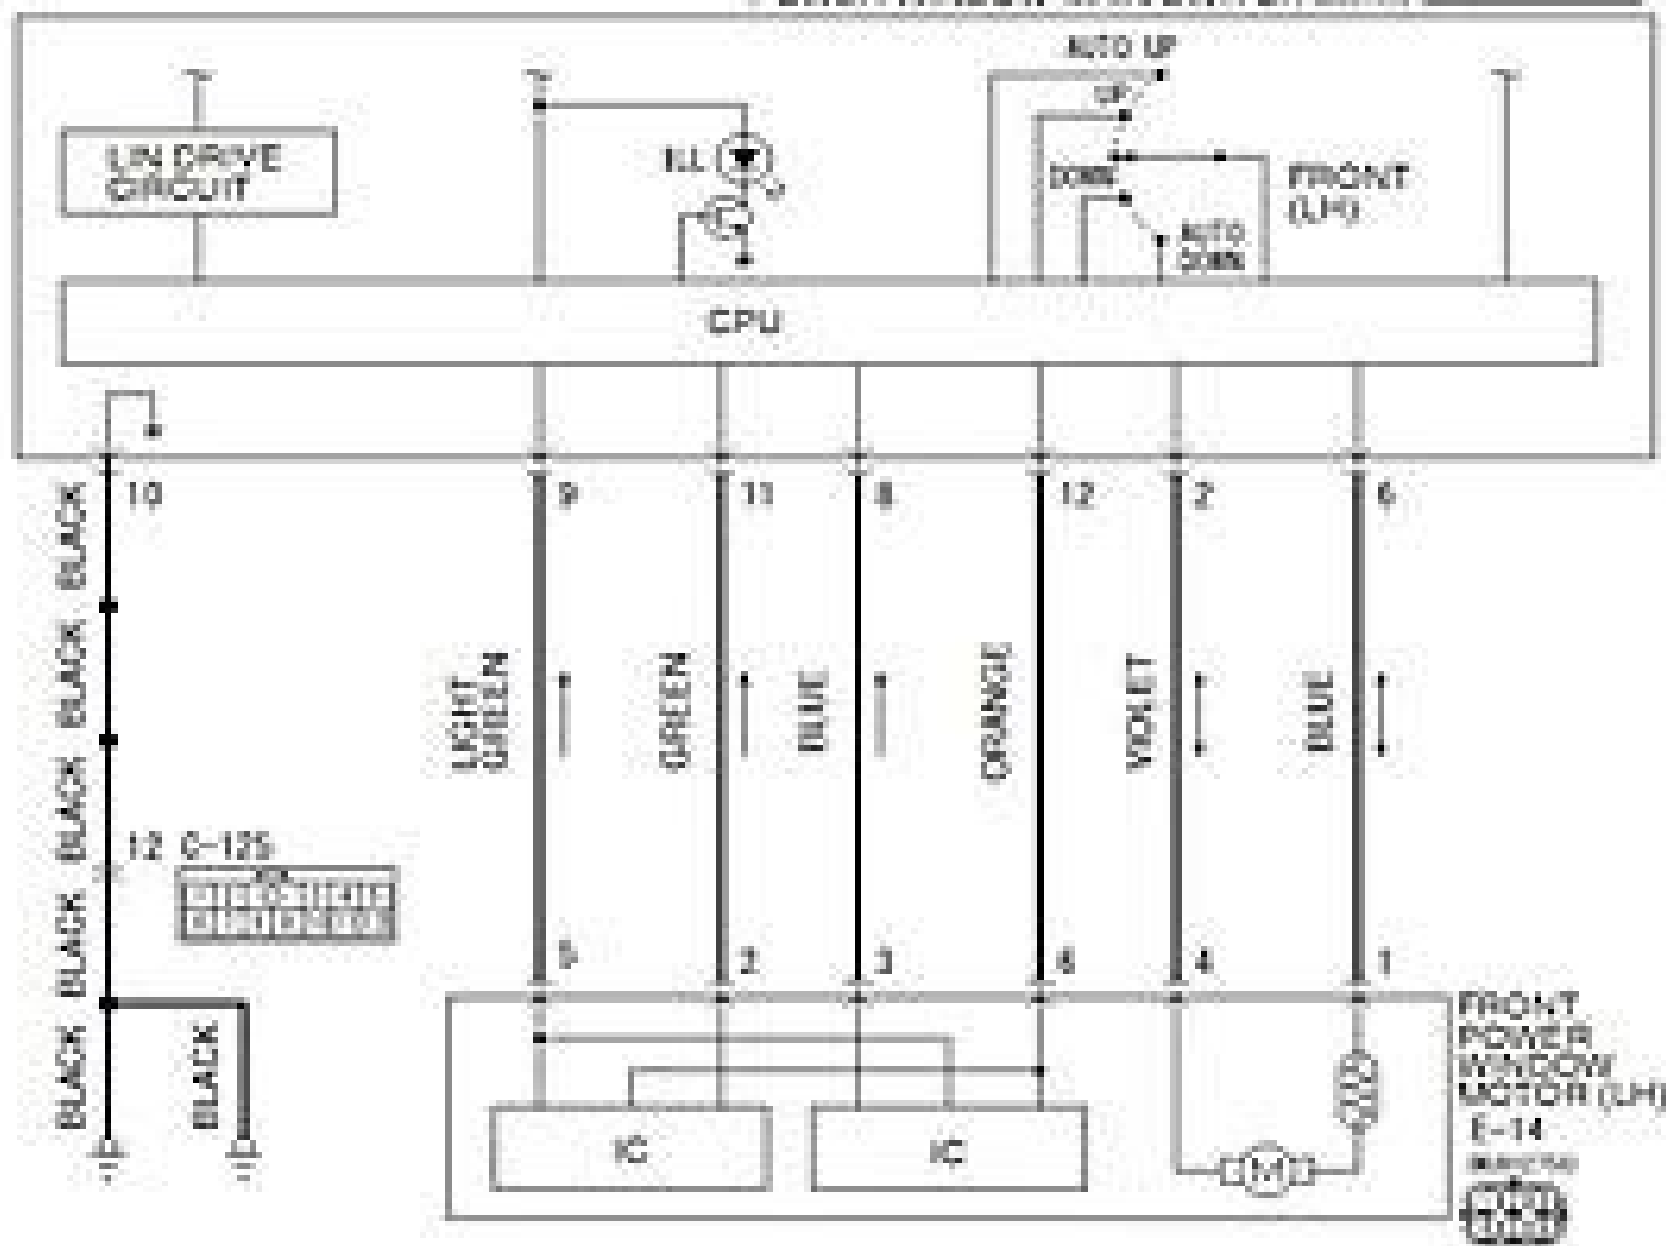 AUTO UP
UP
LIN DRIVE
CIRCUIT
ILL
DOWN
FRONT
(LH)
AUTO
DOWN
CPU
10
9
11
8
12
2
6
BLACK
BLACK
BLACK
BLACK
BLACK
BLACK
LIGHT
GREEN
GREEN
BLUE
ORANGE
VIOLET
BLUE
12 C-125
5
2
3
6
4
1
IC
IC
M
FRONT
POWER
WINDOW
MOTOR (LH)
E-14